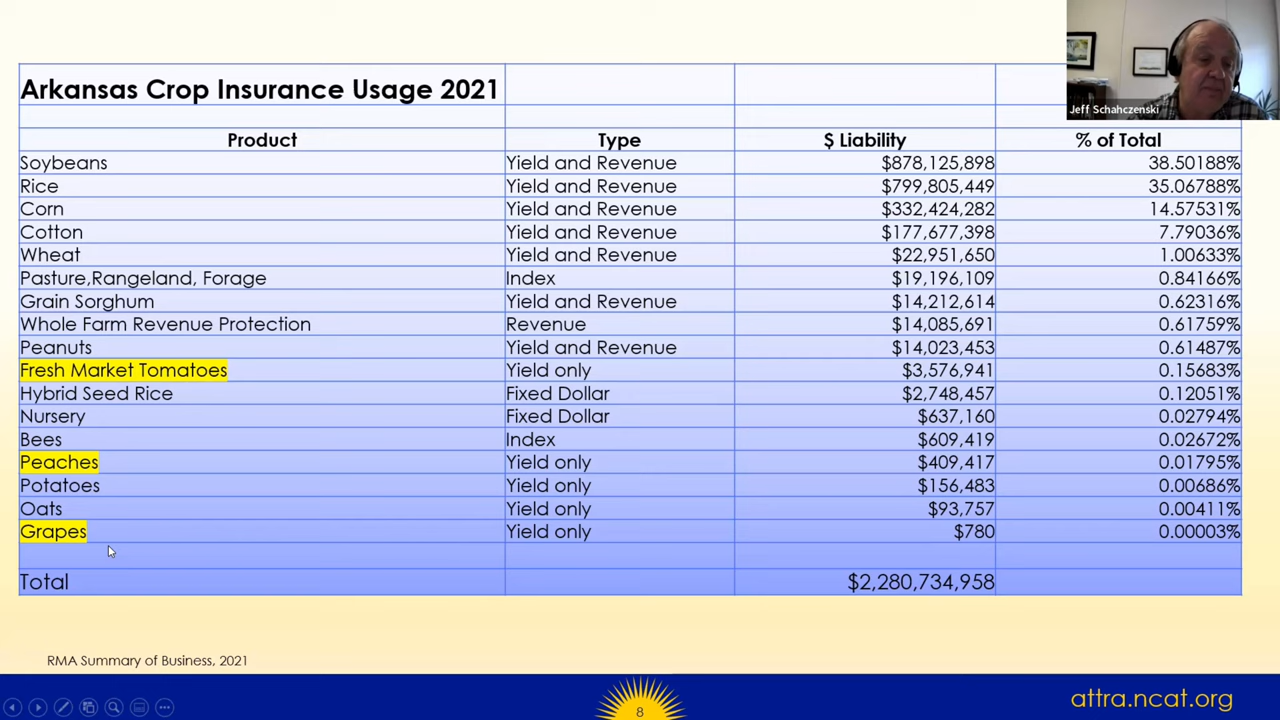 Jeff Schahczenski
Arkansas Crop Insurance Usage 2021
Product Type $ Liability % of Total
Soybeans Yield and Revenue $878,125,898 38.50188%
Rice Yield and Revenue $799,805,449 35.06788%
Corn Yield and Revenue $332,424,282 14.57531%
Cotton Yield and Revenue $177,677,398 7.79036%
Wheat Yield and Revenue $22,951,650 1.00633%
Pasture,Rangeland, Forage Index $19,196,109 0.84166%
Grain Sorghum Yield and Revenue $14,212,614 0.62316%
Whole Farm Revenue Protection Revenue $14,085,691 0.61759%
Peanuts Yield and Revenue $14,023,453 0.61487%
Fresh Market Tomatoes Yield only $3,576,941 0.15683%
Hybrid Seed Rice Fixed Dollar $2,748,457 0.12051%
Nursery Fixed Dollar $637,160 0.02794%
Bees Index $609,419 0.02672%
Peaches Yield only $409,417 0.01795%
Potatoes Yield only $156,483 0.00686%
Oats Yield only $93,757 0.00411%
Grapes Yield only $780 0.00003%
Total $2,280,734,958
RMA Summary of Business, 2021
8
attra.ncat.org